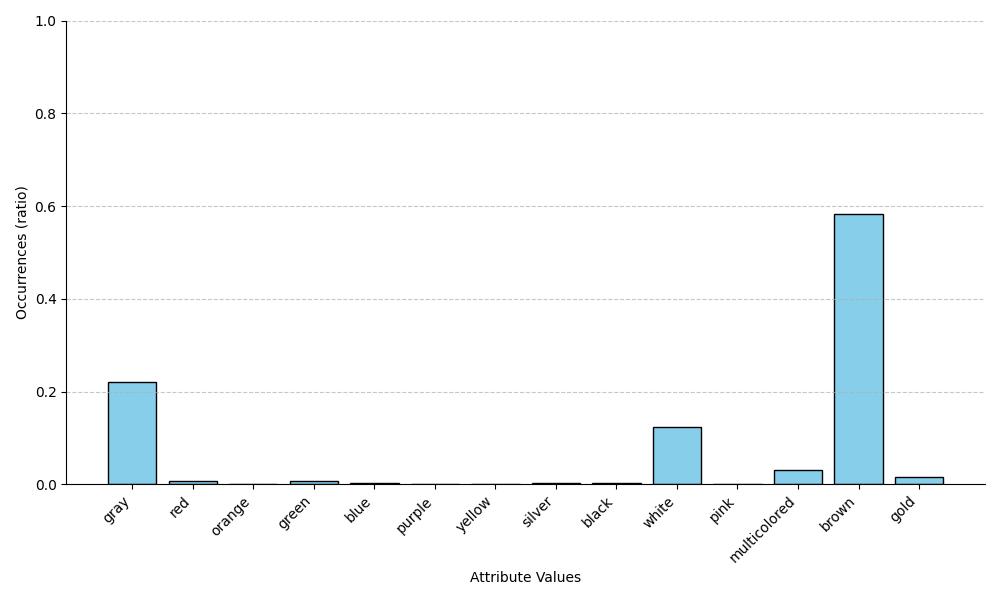 1.0
0.8
0.6
0.4
0.2
0.0
Occurrences (ratio)
gray
red
orange
green
blue
purple
yellow
silver
black
white
pink
multicolored
brown
gold
Attribute Values